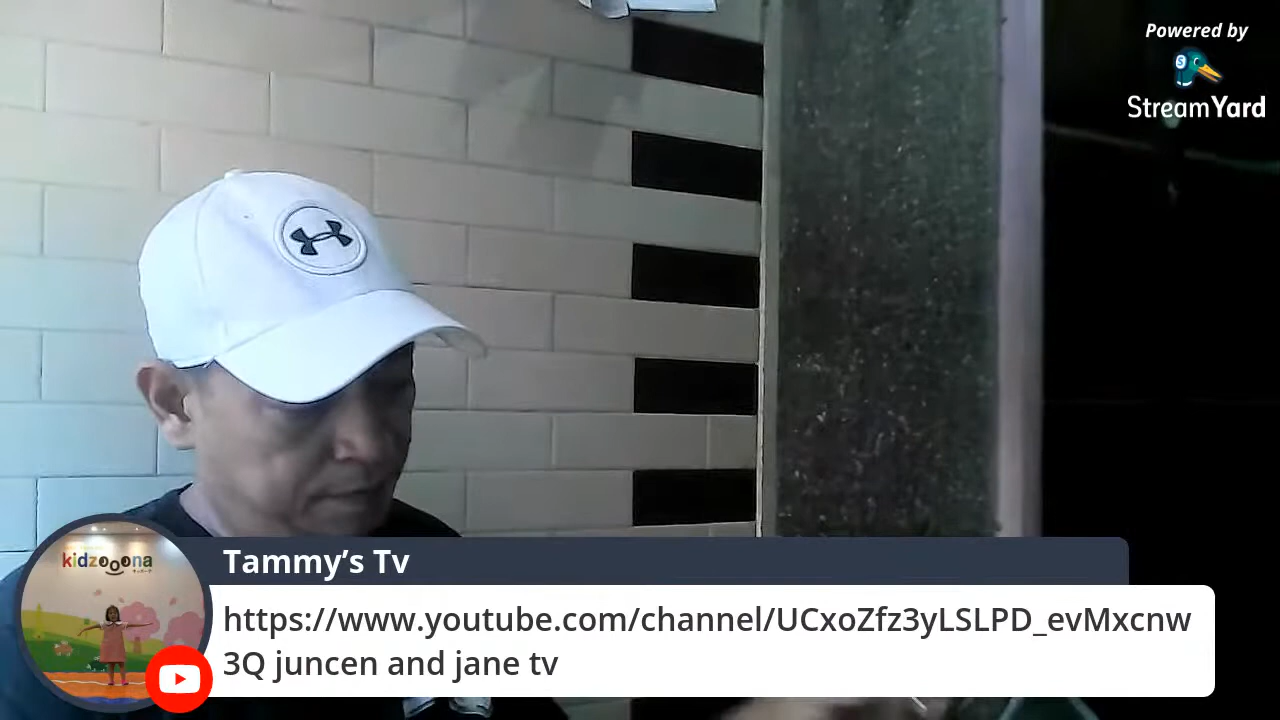 Powered by
StreamYard
kidzooona
Tammy’s Tv
https://www.youtube.com/channel/UCxoZfz3yLSLPD_evMxcnw
3Q juncen and jane tv